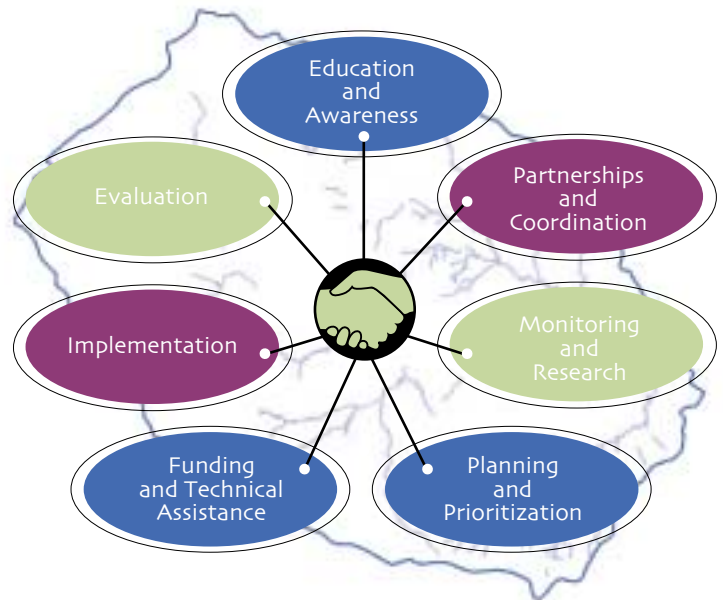 Education
and
Awareness
Partnerships
and
Coordination
Monitoring
and
Research
Planning
and
Prioritization
Funding
and Technical
Assistance
Implementation
Evaluation